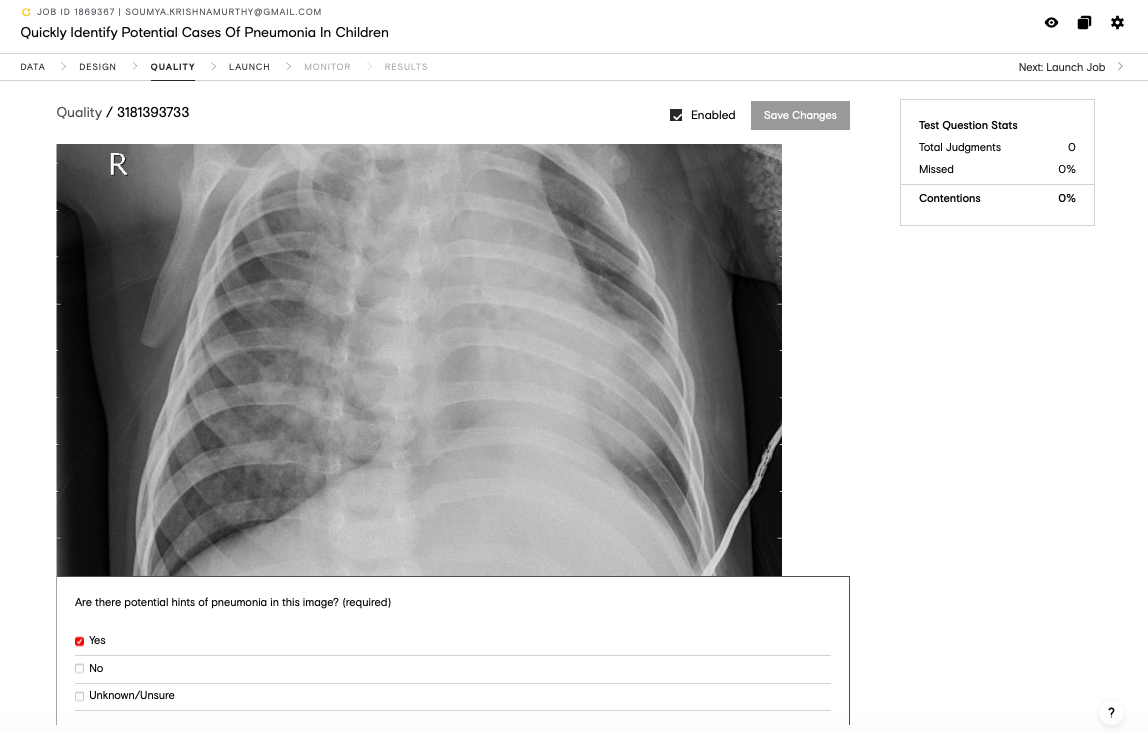 JOB ID 1869367 | SOUMYA.KRISHNAMURTHY@GMAIL.COM
Quickly Identify Potential Cases Of Pneumonia In Children
DATA > DESIGN > QUALITY > LAUNCH > MONITOR > RESULTS
Next: Launch Job >
Quality / 3181393733
Enabled
Save Changes
R
Test Question Stats
Total Judgments 0
Missed 0%
Contentions 0%
Are there potential hints of pneumonia in this image? (required)
Yes
No
Unknown/Unsure
?